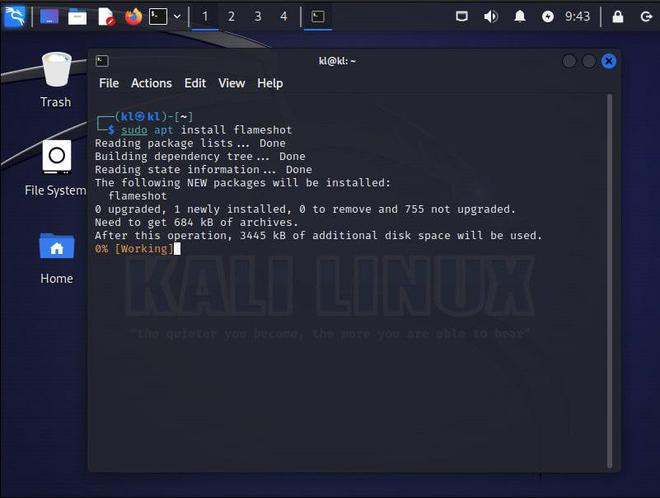 1 2 3 4 9:43
kl@kl: ~
File Actions Edit View Help
Trash
File System
Home
┌──(kl㉿kl)-[~]
└─$ sudo apt install flameshot
Reading package lists... Done
Building dependency tree... Done
Reading state information... Done
The following NEW packages will be installed:
flameshot
0 upgraded, 1 newly installed, 0 to remove and 755 not upgraded.
Need to get 684 kB of archives.
After this operation, 3445 kB of additional disk space will be used.
0% [Working]
KALI LINUX
"the quieter you become, the more you are able to hear"